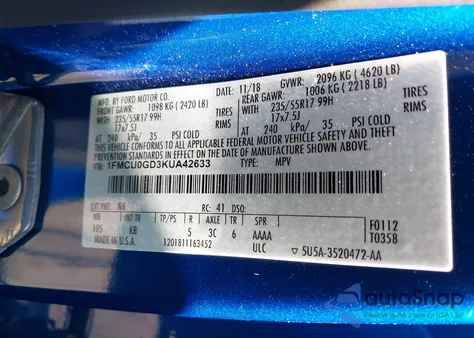 MFD. BY FORD MOTOR CO.
11/18 GVWR: 2096 KG (4620 LB)
FRONT GAWR: 1098 KG (2420 LB)
REAR GAWR: 1006 KG (2218 LB)
235/55R17 99H TIRES 235/55R17 99H TIRES
17x7.5J RIMS 17x7.5J RIMS
AT 240 kPa/ 35 PSI COLD AT 240 kPa/ 35 PSI COLD
THIS VEHICLE CONFORMS TO ALL APPLICABLE FEDERAL MOTOR VEHICLE SAFETY, BUMPER, AND THEFT
PREVENTION STANDARDS IN EFFECT ON THE DATE OF MANUFACTURE SHOWN ABOVE.
VIN: 1FMCU0GD3KUA42633 TYPE: MPV
EXT PNT: N6 RC: 41 DSO:
WB INT TR TP/PS R AXLE TR SPR
105 KB 5 3C 6 AAAA
F0112
T0358
MADE IN U.S.A. 1201811163452 ULC 5U5A-3520472-AA
autoSnap